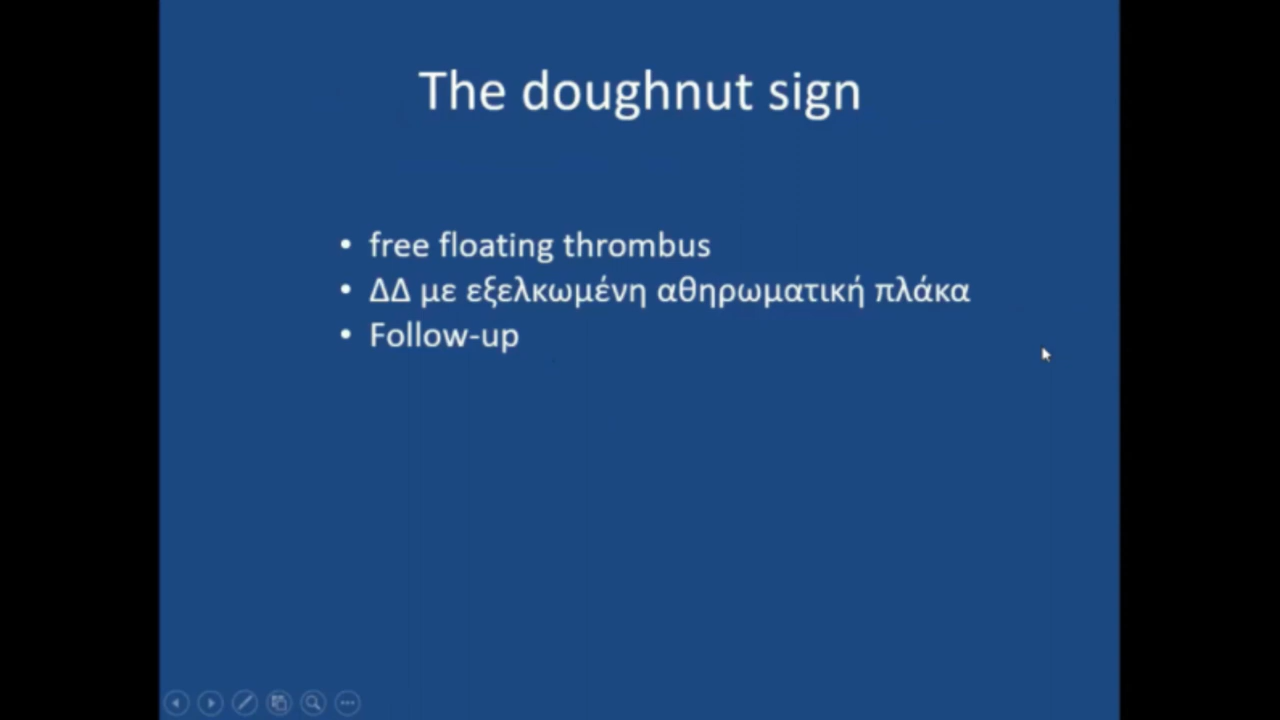 The doughnut sign
• free floating thrombus
• ΔΔ με εξελκωμένη αθηρωματική πλάκα
• Follow-up